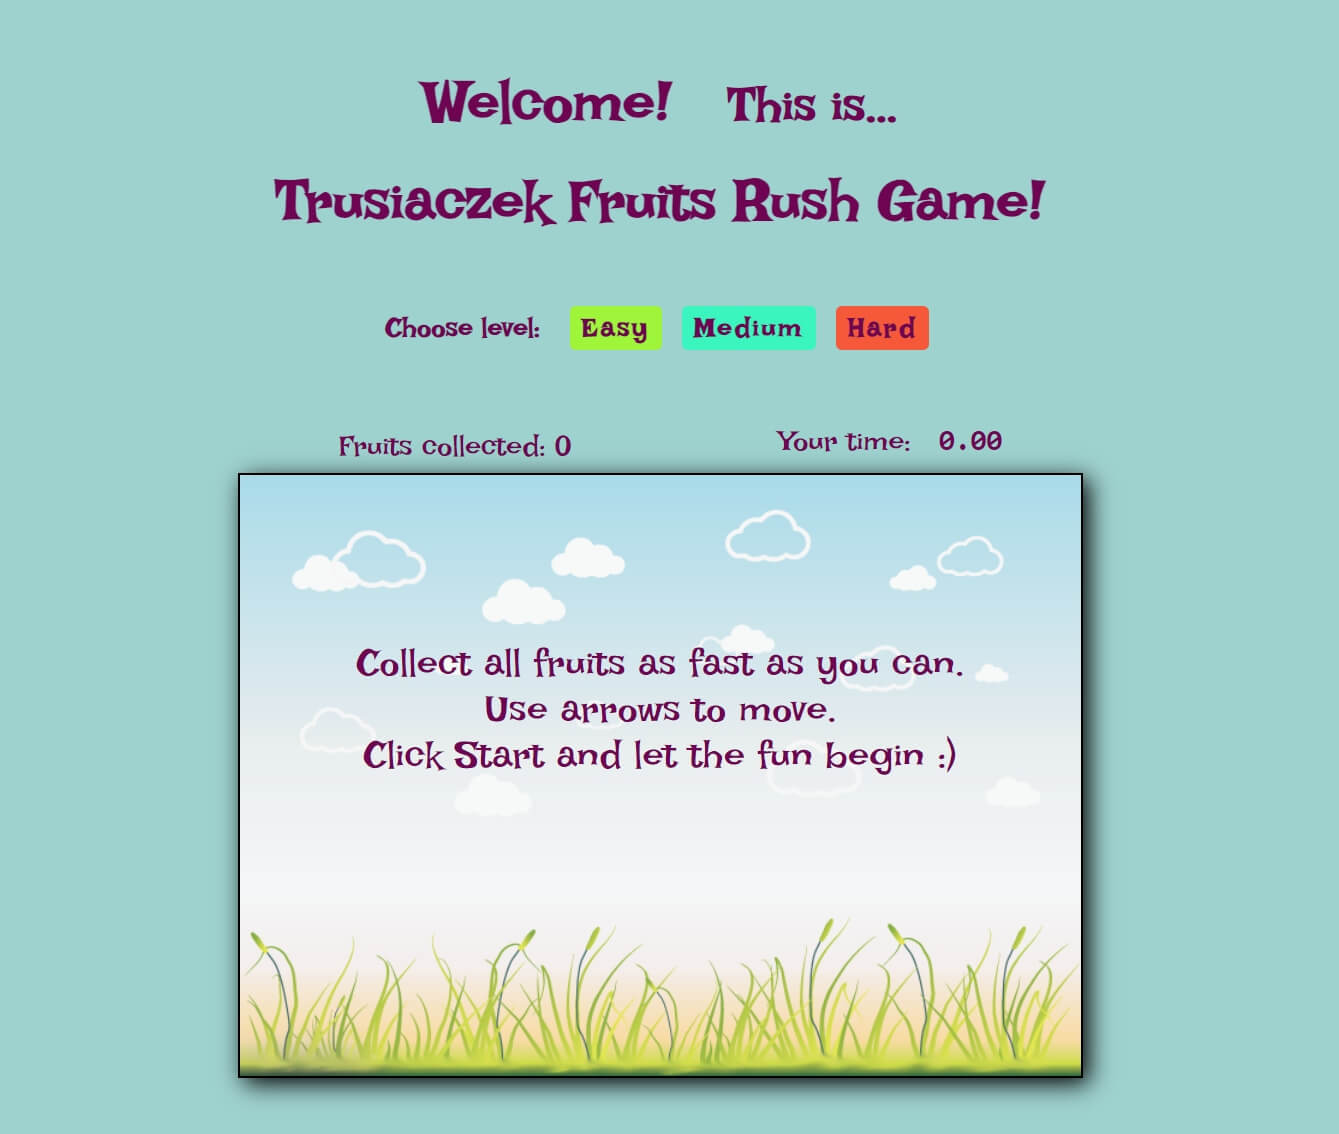 Welcome! This is...
Trusiaczek Fruits Rush Game!
Choose level: Easy Medium Hard
Fruits collected: 0 Your time: 0.00
Collect all fruits as fast as you can.
Use arrows to move.
Click Start and let the fun begin :)